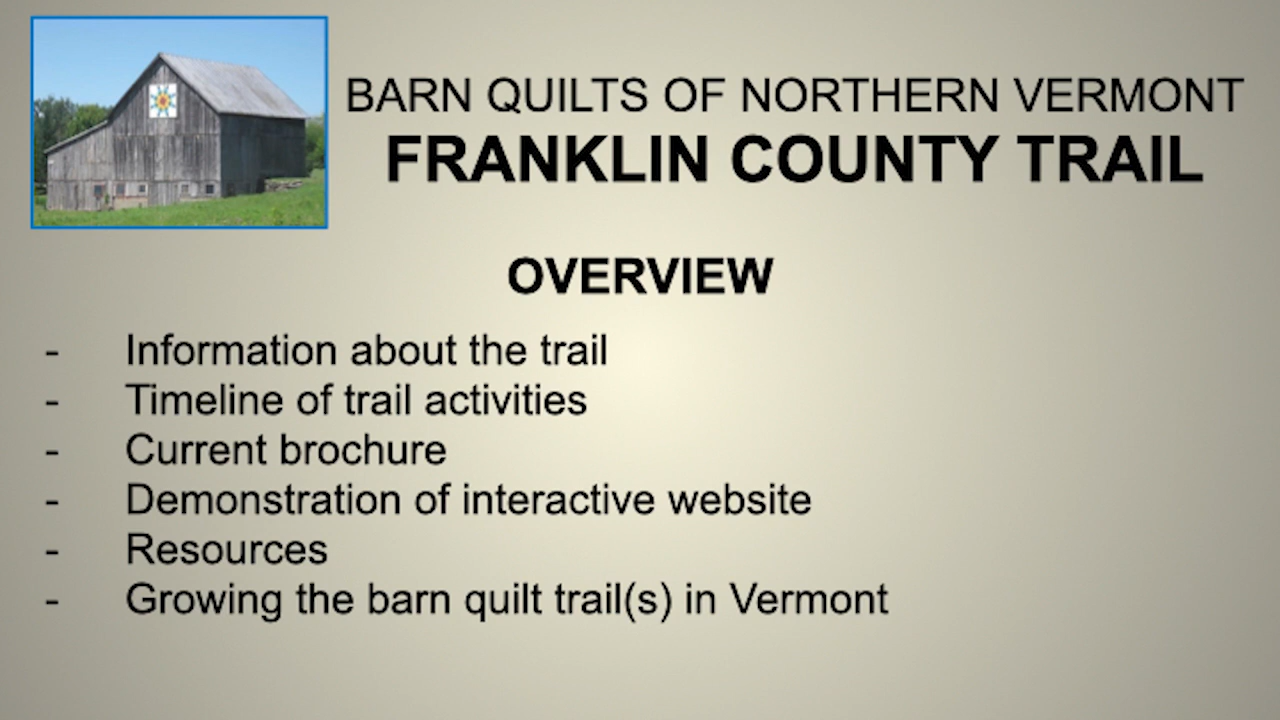 BARN QUILTS OF NORTHERN VERMONT
FRANKLIN COUNTY TRAIL
OVERVIEW
- Information about the trail
- Timeline of trail activities
- Current brochure
- Demonstration of interactive website
- Resources
- Growing the barn quilt trail(s) in Vermont